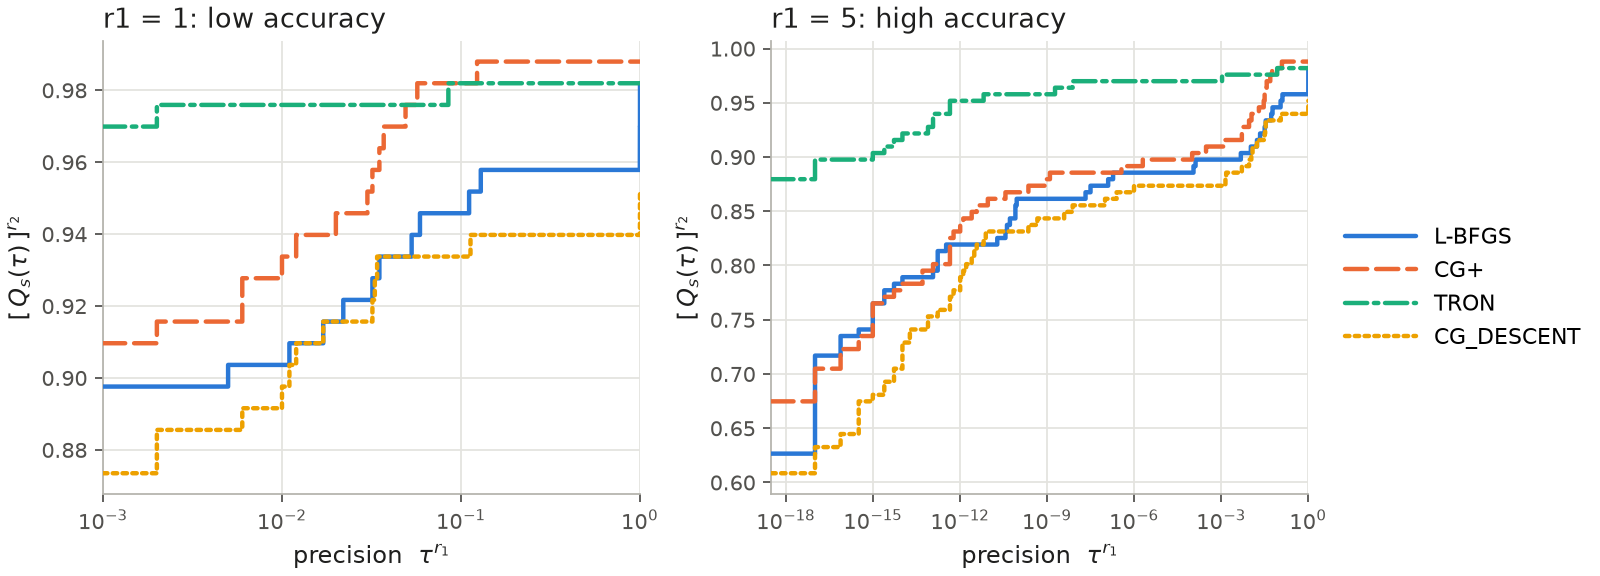 r1 = 1: low accuracy
[ Q_s(τ) ]^{r_2}
0.98
0.96
0.94
0.92
0.90
0.88
10^{-3}
10^{-2}
10^{-1}
10^{0}
precision τ^{r_1}
r1 = 5: high accuracy
[ Q_s(τ) ]^{r_2}
1.00
0.95
0.90
0.85
0.80
0.75
0.70
0.65
0.60
10^{-18}
10^{-15}
10^{-12}
10^{-9}
10^{-6}
10^{-3}
10^{0}
precision τ^{r_1}
L-BFGS
CG+
TRON
CG_DESCENT